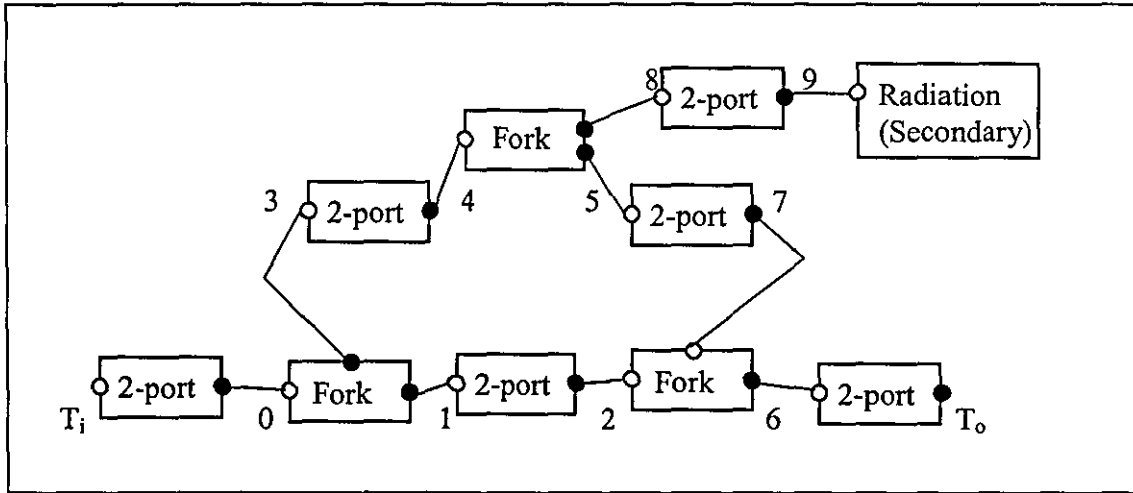 8 2-port 9 Radiation
(Secondary)
Fork
3 2-port 4 5 2-port 7
2-port Fork 2-port Fork 2-port
Ti 0 1 2 6 To